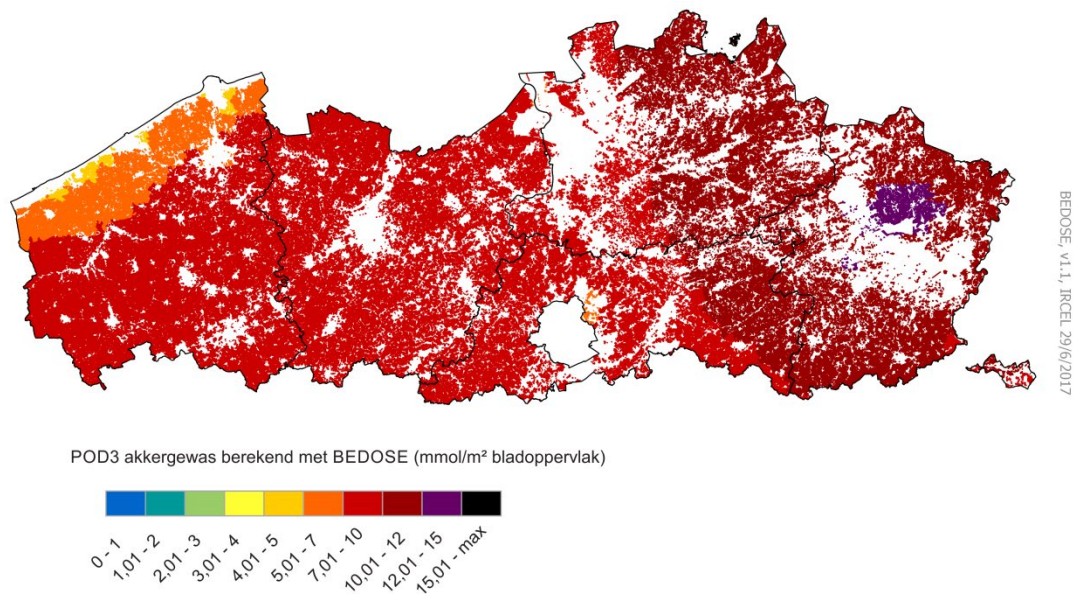 BEDOSE, v1.1, IRCEL 29/6/2017
POD3 akkergewas berekend met BEDOSE (mmol/m² bladoppervlak)
0 - 1
1,01 - 2
2,01 - 3
3,01 - 4
4,01 - 5
5,01 - 7
7,01 - 10
10,01 - 12
12,01 - 15
15,01 - max